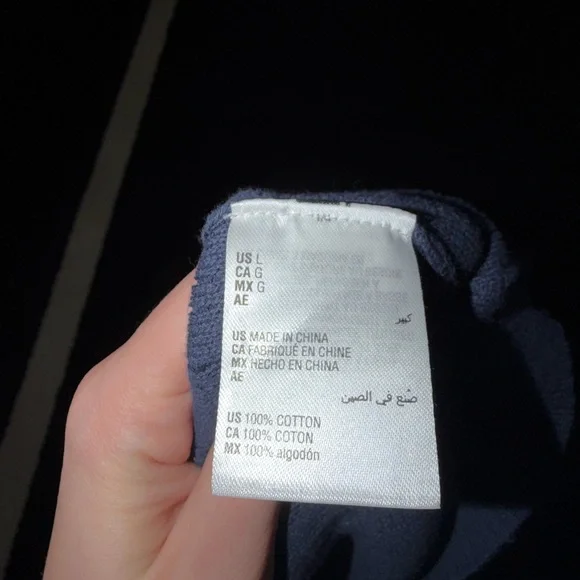 US L
CA G
MX G
AE
كبير
US MADE IN CHINA
CA FABRIQUÉ EN CHINE
MX HECHO EN CHINA
AE
صُنع في الصين
US 100% COTTON
CA 100% COTON
MX 100% algodón